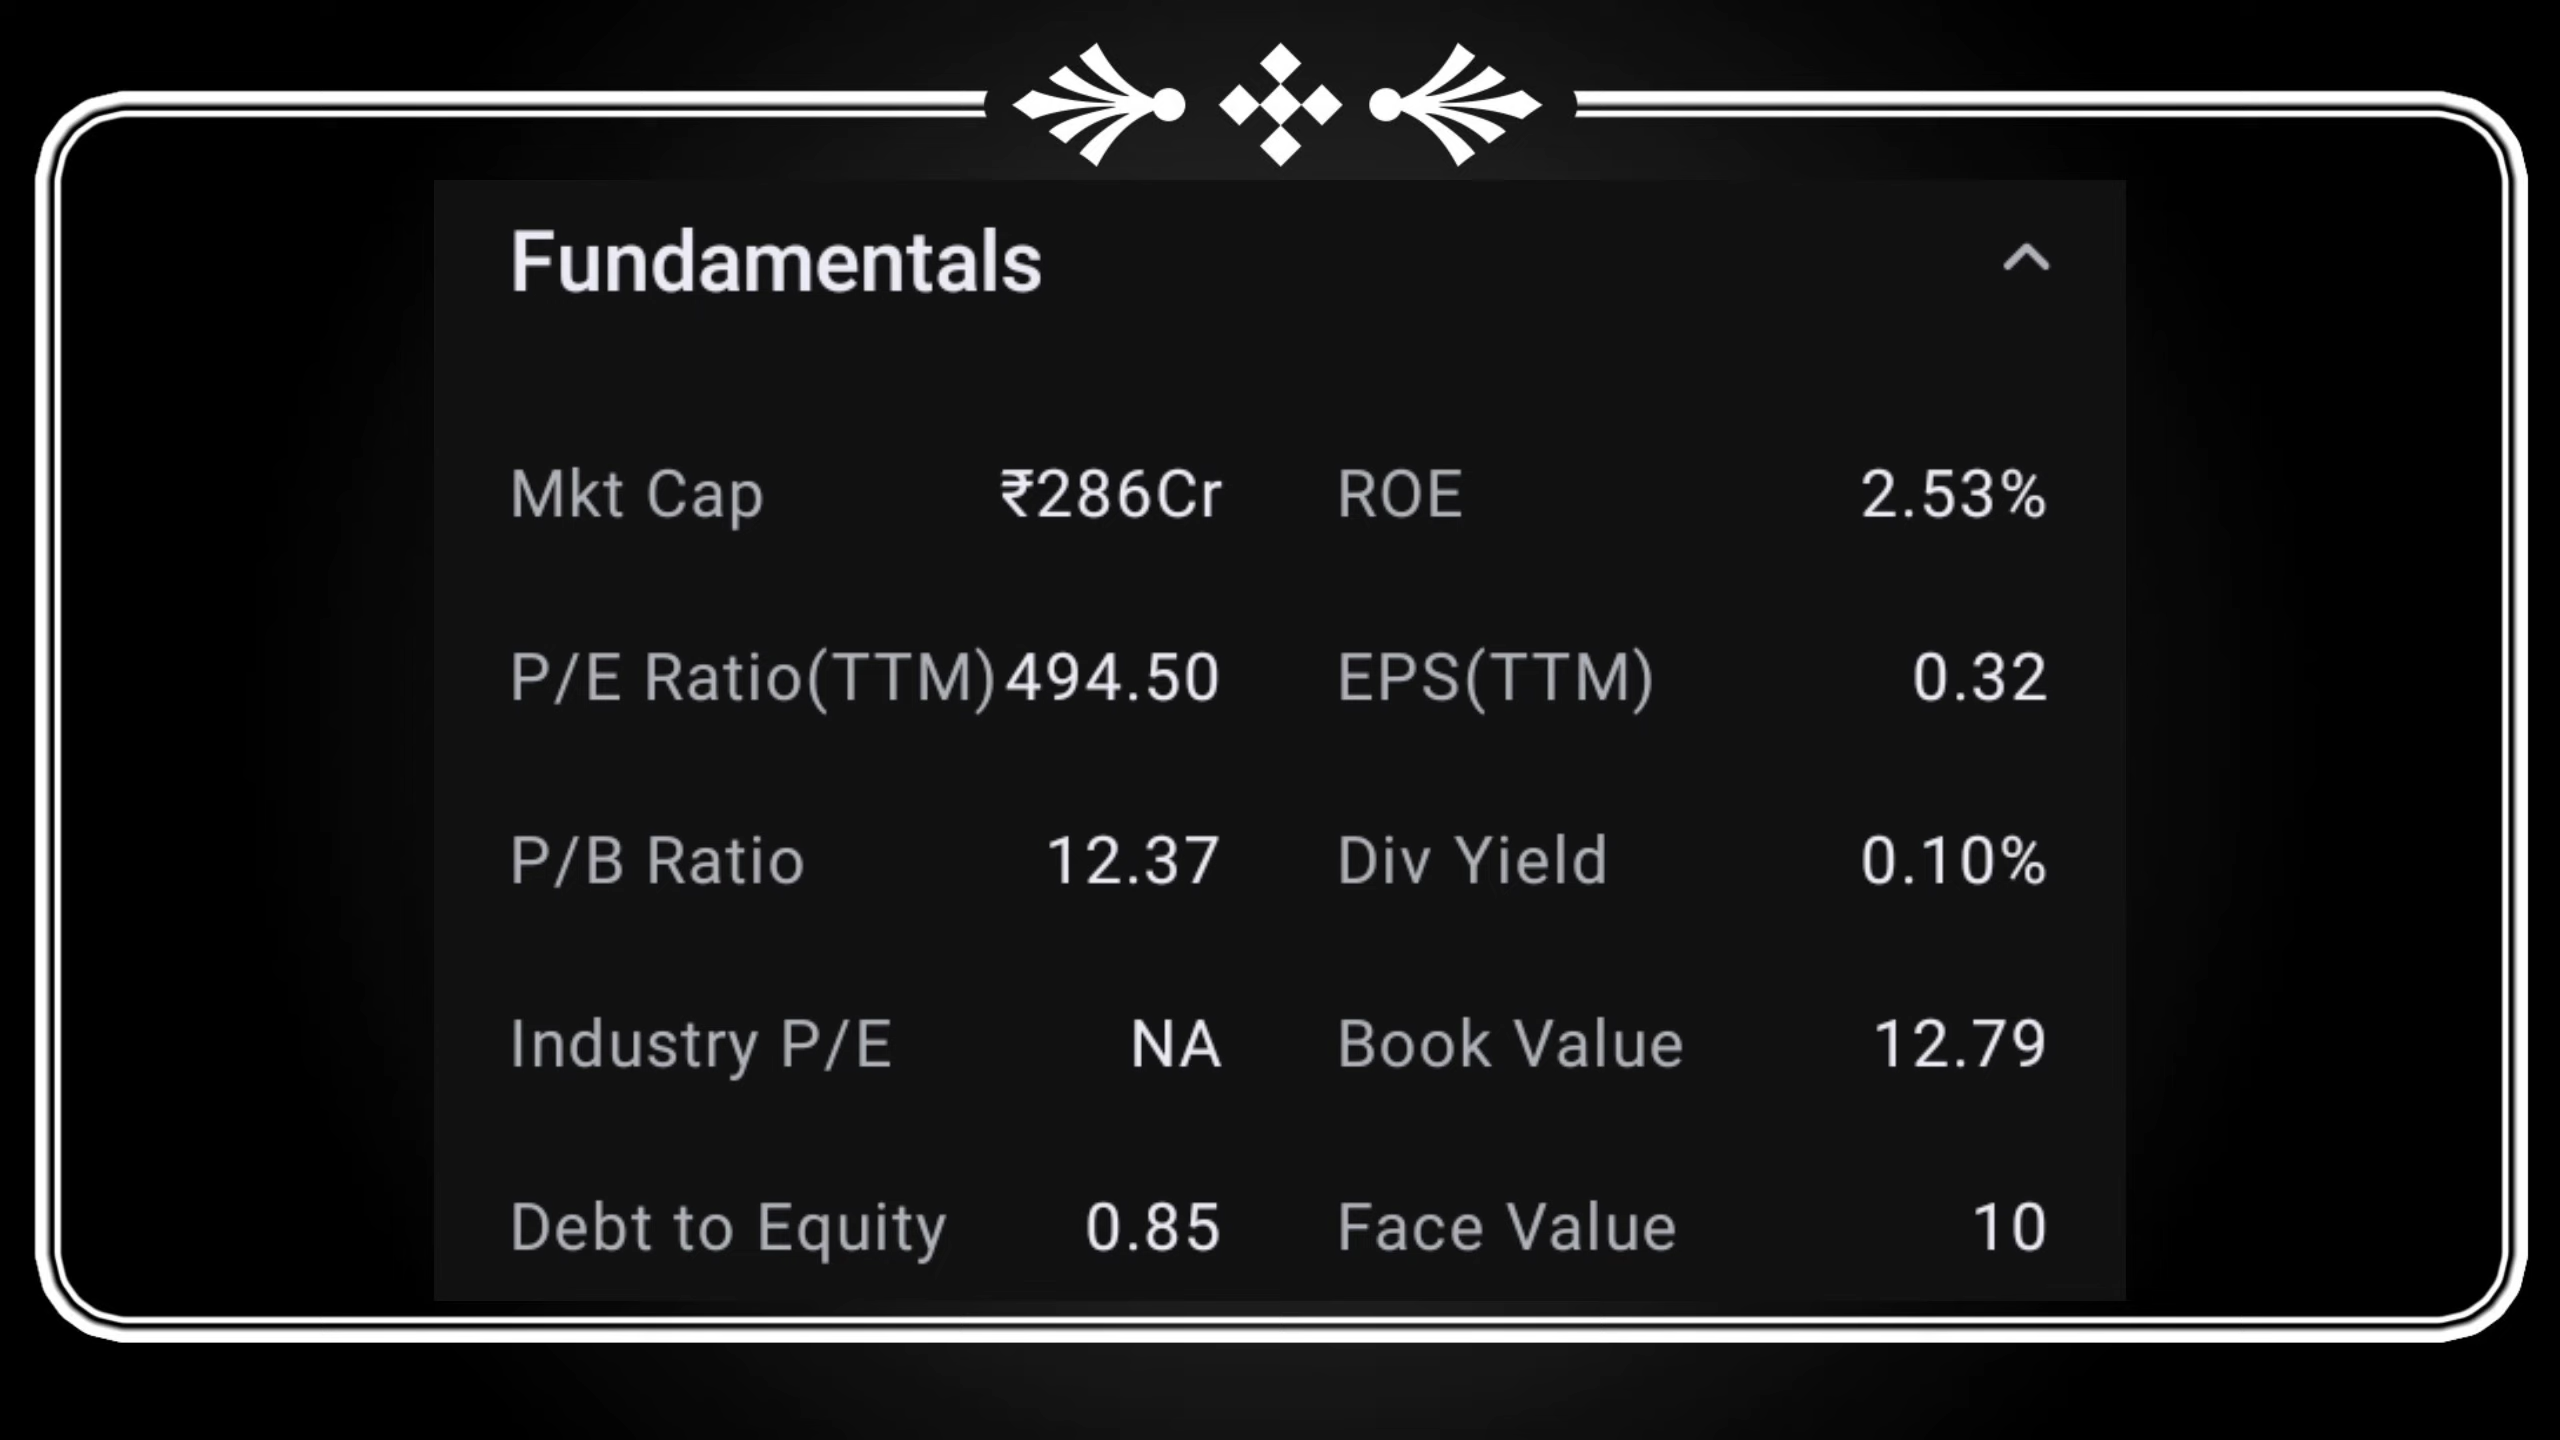 Fundamentals
Mkt Cap ₹286Cr ROE 2.53%
P/E Ratio(TTM) 494.50 EPS(TTM) 0.32
P/B Ratio 12.37 Div Yield 0.10%
Industry P/E NA Book Value 12.79
Debt to Equity 0.85 Face Value 10